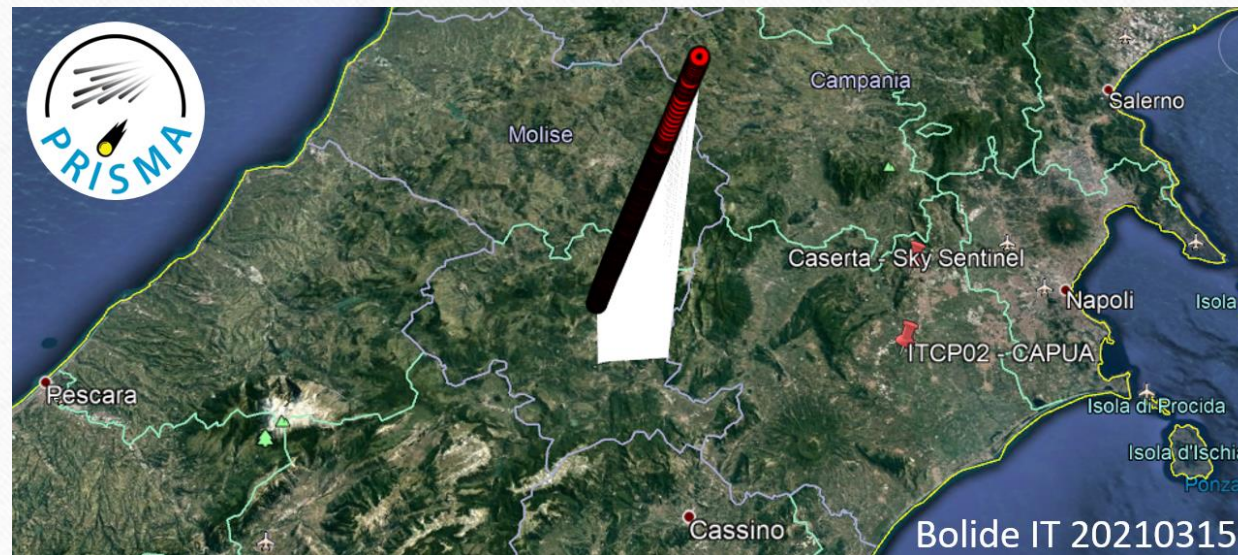 PRISMA
Campania
Salerno
Molise
Caserta - Sky Sentinel
Napoli
Isola
ITCP02 - CAPUA
Pescara
Isola di Procida
Isola d'Ischia
Ponza
Cassino
Bolide IT 20210315